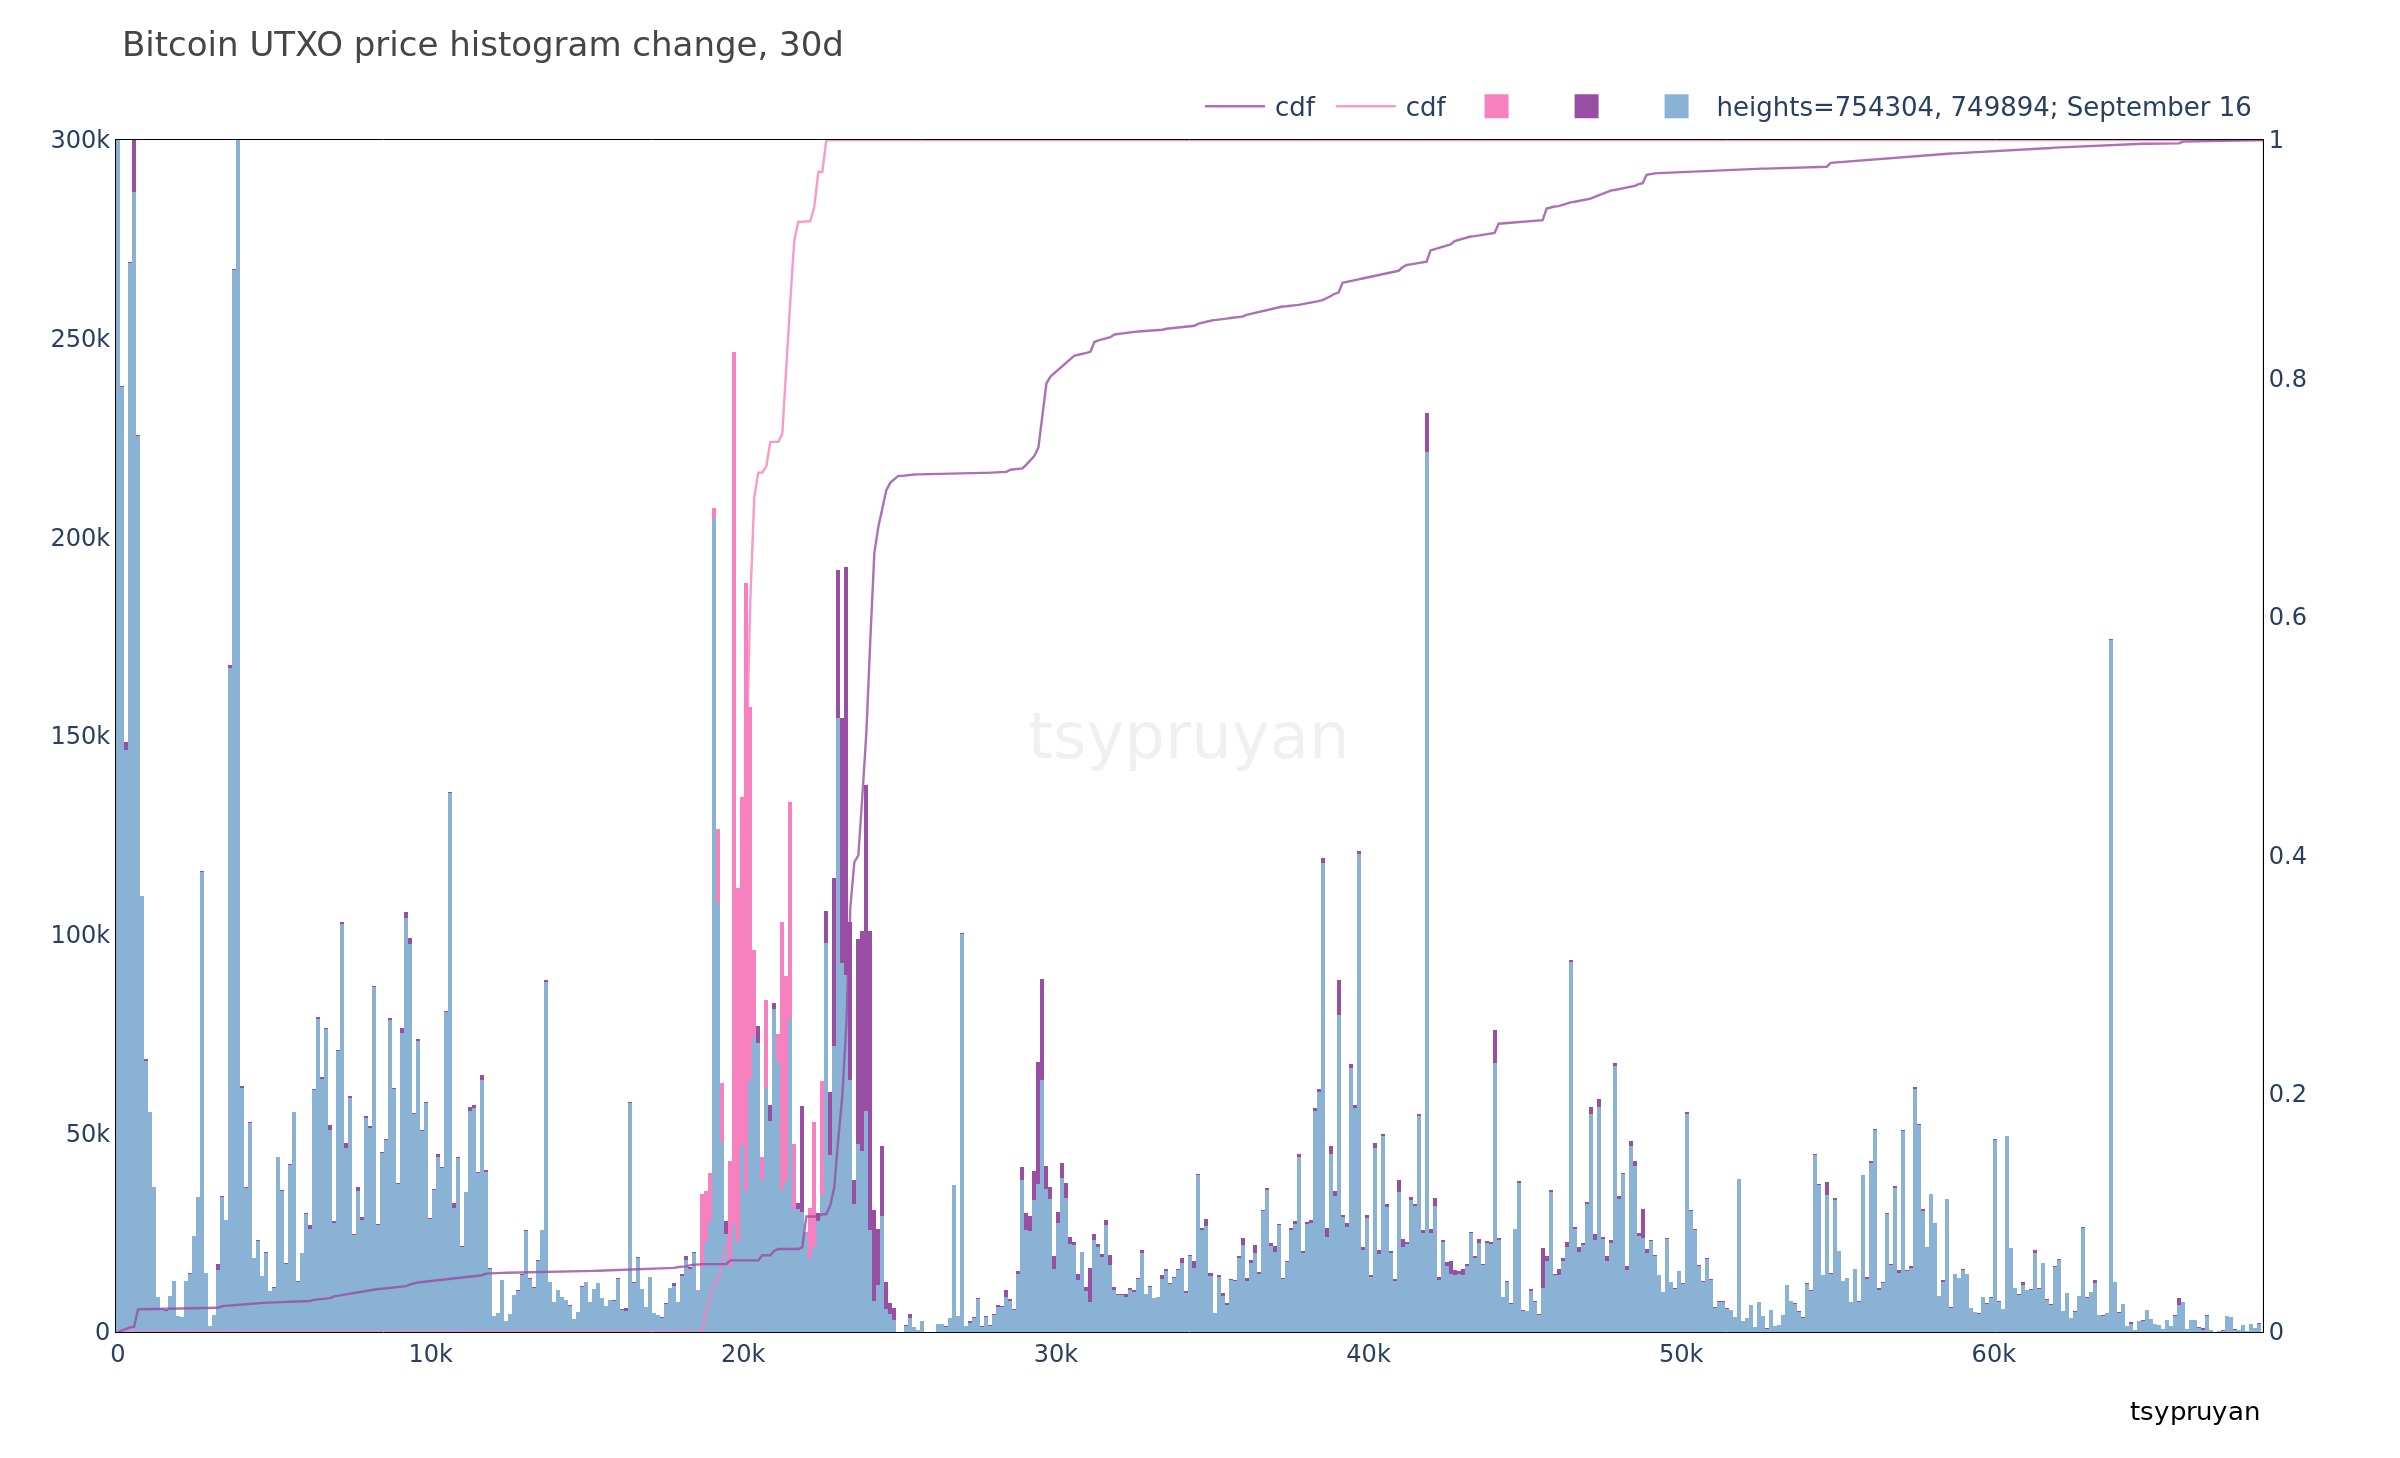 Bitcoin UTXO price histogram change, 30d
cdf cdf heights=754304, 749894; September 16
300k
250k
200k
150k
100k
50k
0
1
0.8
0.6
0.4
0.2
0
tsypruyan
0 10k 20k 30k 40k 50k 60k
tsypruyan